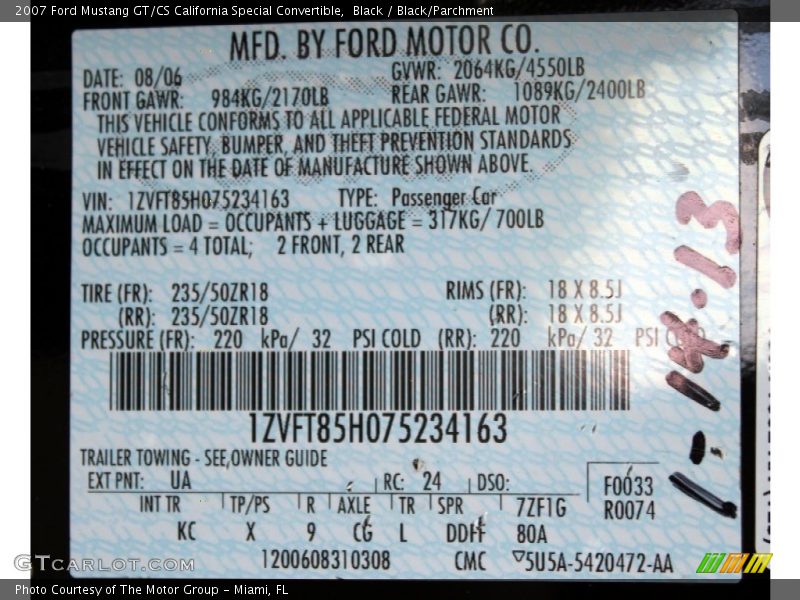 2007 Ford Mustang GT/CS California Special Convertible,  Black / Black/Parchment
MFD. BY FORD MOTOR CO.
DATE: 08/06 GVWR: 2064KG/4550LB
FRONT GAWR: 984KG/2170LB REAR GAWR: 1089KG/2400LB
THIS VEHICLE CONFORMS TO ALL APPLICABLE FEDERAL MOTOR
VEHICLE SAFETY, BUMPER, AND THEFT PREVENTION STANDARDS
IN EFFECT ON THE DATE OF MANUFACTURE SHOWN ABOVE.
VIN: 1ZVFT85H075234163 TYPE: Passenger Car
MAXIMUM LOAD = OCCUPANTS + LUGGAGE = 317KG/ 700LB
OCCUPANTS = 4 TOTAL; 2 FRONT, 2 REAR
TIRE (FR): 235/50ZR18 RIMS (FR): 18 X 8.5J
(RR): 235/50ZR18 (RR): 18 X 8.5J
PRESSURE (FR): 220 kPa/ 32 PSI COLD (RR): 220 kPa/ 32 PSI COLD
1ZVFT85H075234163
TRAILER TOWING - SEE OWNER GUIDE
EXT PNT: UA RC: 24 DSO: F0033
INT TR TP/PS R AXLE TR SPR 7ZF1G R0074
KC X 9 CG L DDFF 80A
1200608310308 CMC 5U5A-5420472-AA
1-14-13
GTCarLot.com
Photo Courtesy of The Motor Group - Miami, FL